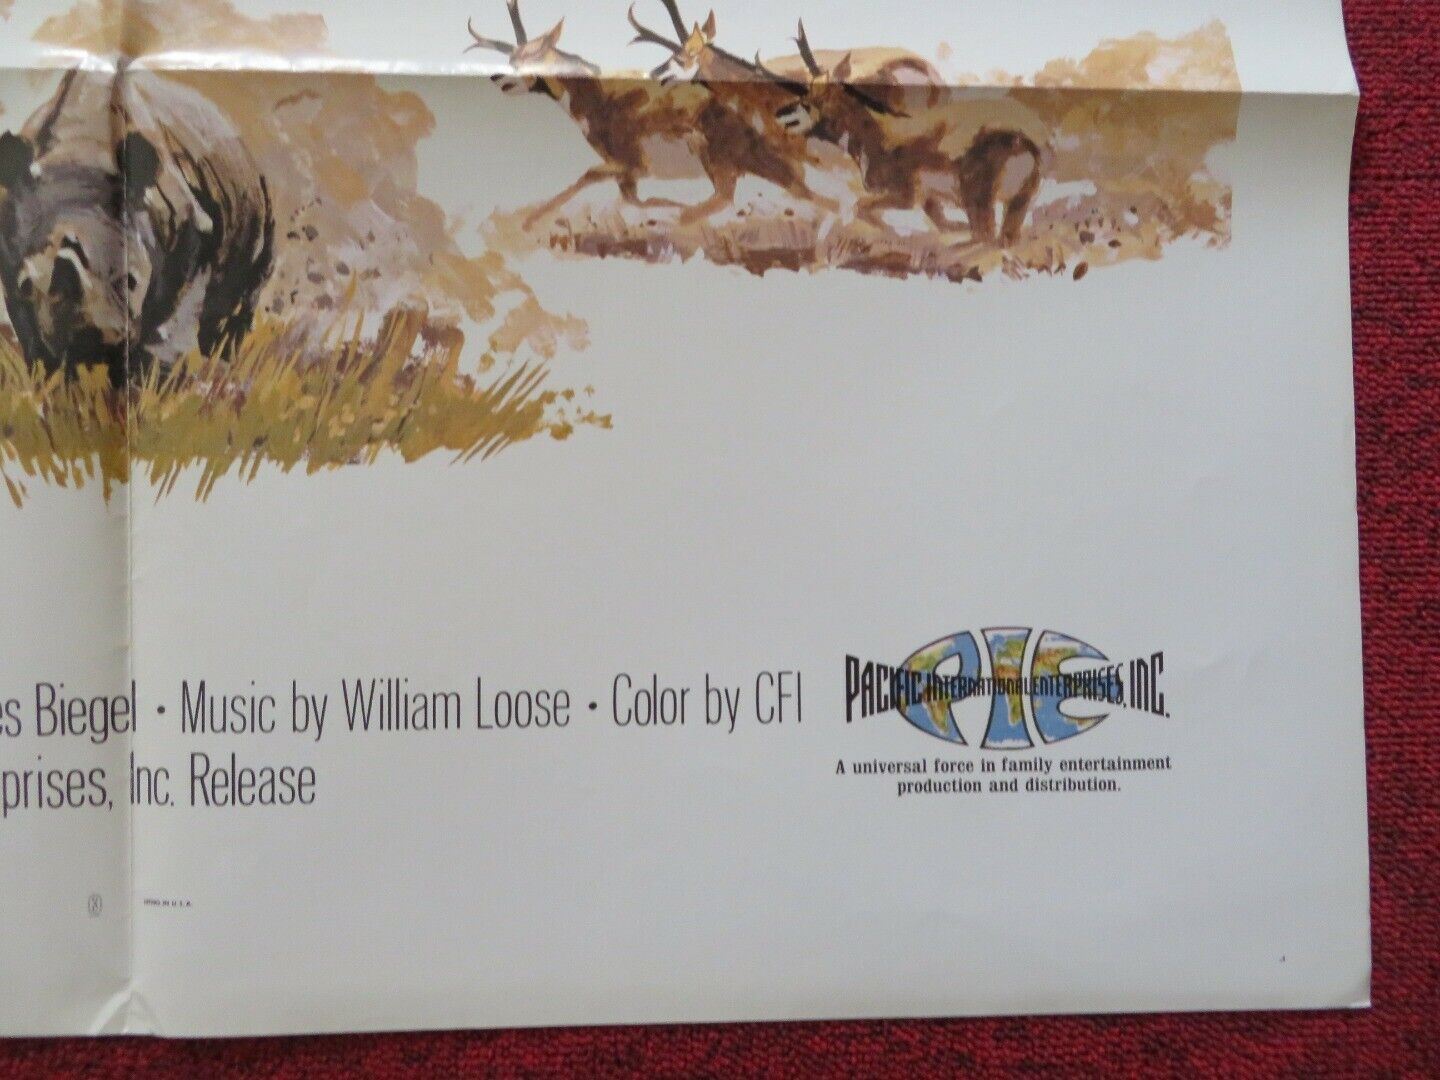 es Biegel • Music by William Loose • Color by CFI
prises, Inc. Release
PIE
PACIFIC INTERNATIONAL ENTERPRISES, INC.
A universal force in family entertainment
production and distribution.
IN U.S.A.